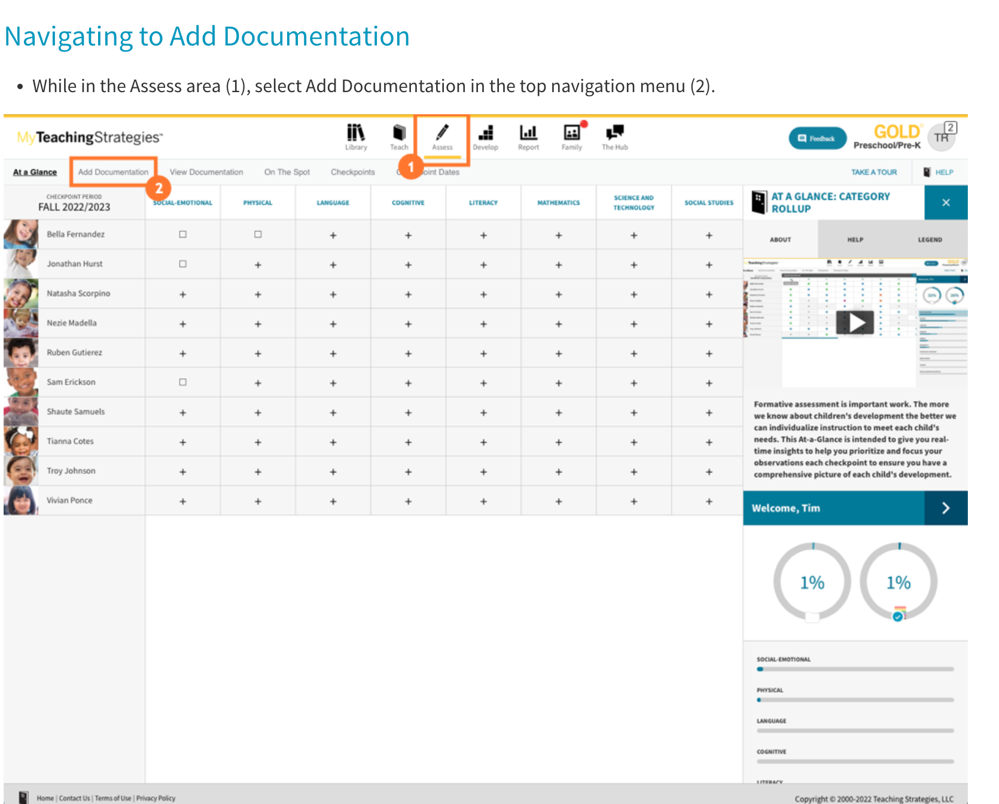 Navigating to Add Documentation
• While in the Assess area (1), select Add Documentation in the top navigation menu (2).
MyTeachingStrategies™
Library
Teach
Assess
Develop
Report
Family
The Hub
Feedback
GOLD®
Preschool/Pre-K
TR
2
1
At a Glance
Add Documentation
View Documentation
On The Spot
Checkpoints
Dates
TAKE A TOUR
HELP
2
CHECKPOINT PERIOD
FALL 2022/2023
SOCIAL-EMOTIONAL
PHYSICAL
LANGUAGE
COGNITIVE
LITERACY
MATHEMATICS
SCIENCE AND
TECHNOLOGY
SOCIAL STUDIES
Bella Fernandez
+ + + + + +
Jonathan Hurst
+ + + + + + +
Natasha Scorpino
+ + + + + + + +
Nezie Madella
+ + + + + + + +
Ruben Gutierez
+ + + + + + + +
Sam Erickson
+ + + + + + +
Shaute Samuels
+ + + + + + + +
Tianna Cotes
+ + + + + + + +
Troy Johnson
+ + + + + + + +
Vivian Ponce
+ + + + + + + +
AT A GLANCE: CATEGORY
ROLLUP
×
ABOUT
HELP
LEGEND
Formative assessment is important work. The more
we know about children's development the better we
can individualize instruction to meet each child's
needs. This At-a-Glance is intended to give you real-
time insights to help you prioritize and focus your
observations each checkpoint to ensure you have a
comprehensive picture of each child's development.
Welcome, Tim
1%
1%
SOCIAL-EMOTIONAL
PHYSICAL
LANGUAGE
COGNITIVE
LITERACY
Home | Contact Us | Terms of Use | Privacy Policy
Copyright © 2000-2022 Teaching Strategies, LLC